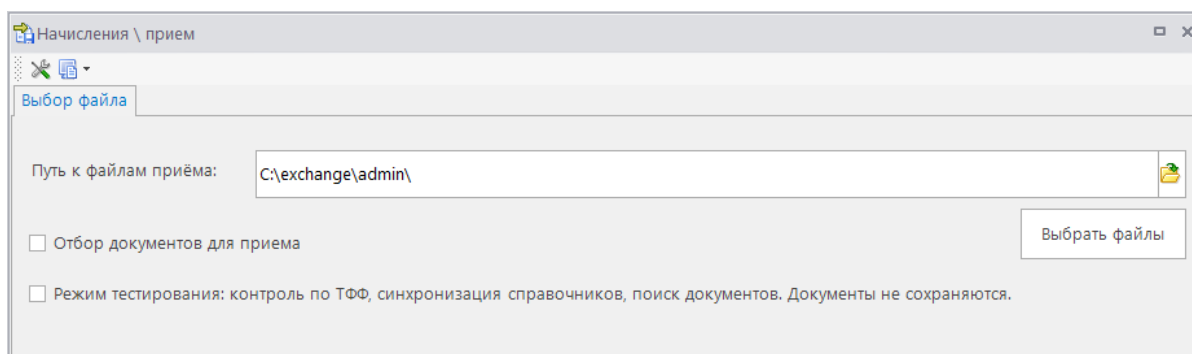 Начисления \ прием
Выбор файла
Путь к файлам приёма:
C:\exchange\admin\
Выбрать файлы
Отбор документов для приема
Режим тестирования: контроль по ТФФ, синхронизация справочников, поиск документов. Документы не сохраняются.